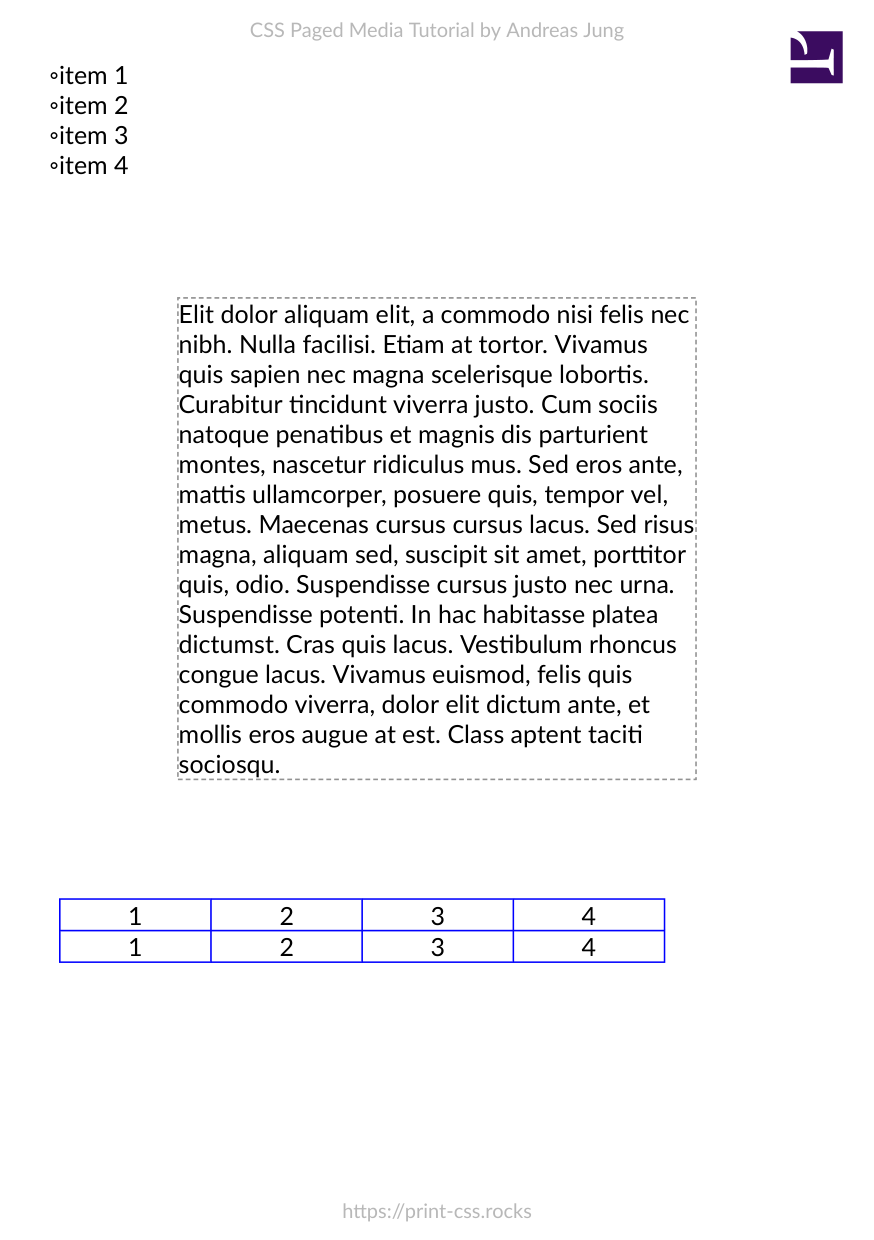 CSS Paged Media Tutorial by Andreas Jung
◦item 1
◦item 2
◦item 3
◦item 4
Elit dolor aliquam elit, a commodo nisi felis nec
nibh. Nulla facilisi. Etiam at tortor. Vivamus
quis sapien nec magna scelerisque lobortis.
Curabitur tincidunt viverra justo. Cum sociis
natoque penatibus et magnis dis parturient
montes, nascetur ridiculus mus. Sed eros ante,
mattis ullamcorper, posuere quis, tempor vel,
metus. Maecenas cursus cursus lacus. Sed risus
magna, aliquam sed, suscipit sit amet, porttitor
quis, odio. Suspendisse cursus justo nec urna.
Suspendisse potenti. In hac habitasse platea
dictumst. Cras quis lacus. Vestibulum rhoncus
congue lacus. Vivamus euismod, felis quis
commodo viverra, dolor elit dictum ante, et
mollis eros augue at est. Class aptent taciti
sociosqu.
1 2 3 4
1 2 3 4
https://print-css.rocks